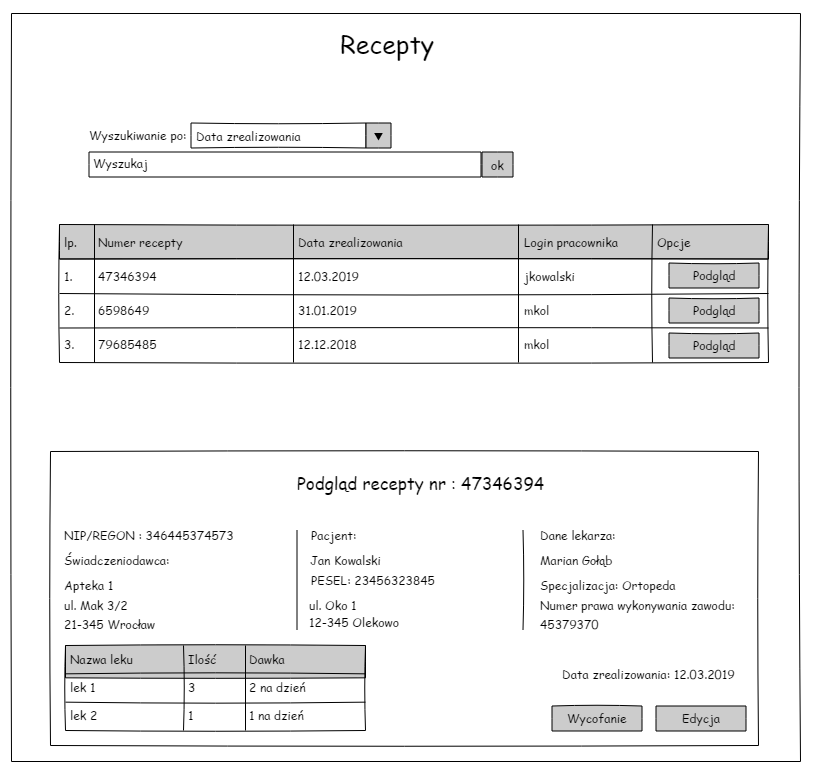 Recepty
Wyszukiwanie po: Data zrealizowania
Wyszukaj ok
lp. Numer recepty Data zrealizowania Login pracownika Opcje
1. 47346394 12.03.2019 jkowalski Podgląd
2. 6598649 31.01.2019 mkol Podgląd
3. 79685485 12.12.2018 mkol Podgląd
Podgląd recepty nr : 47346394
NIP/REGON : 346445374573
Świadczeniodawca:
Apteka 1
ul. Mak 3/2
21-345 Wrocław
Pacjent:
Jan Kowalski
PESEL: 23456323845
ul. Oko 1
12-345 Olekowo
Dane lekarza:
Marian Gołąb
Specjalizacja: Ortopeda
Numer prawa wykonywania zawodu:
45379370
Nazwa leku Ilość Dawka
lek 1 3 2 na dzień
lek 2 1 1 na dzień
Data zrealizowania: 12.03.2019
Wycofanie Edycja